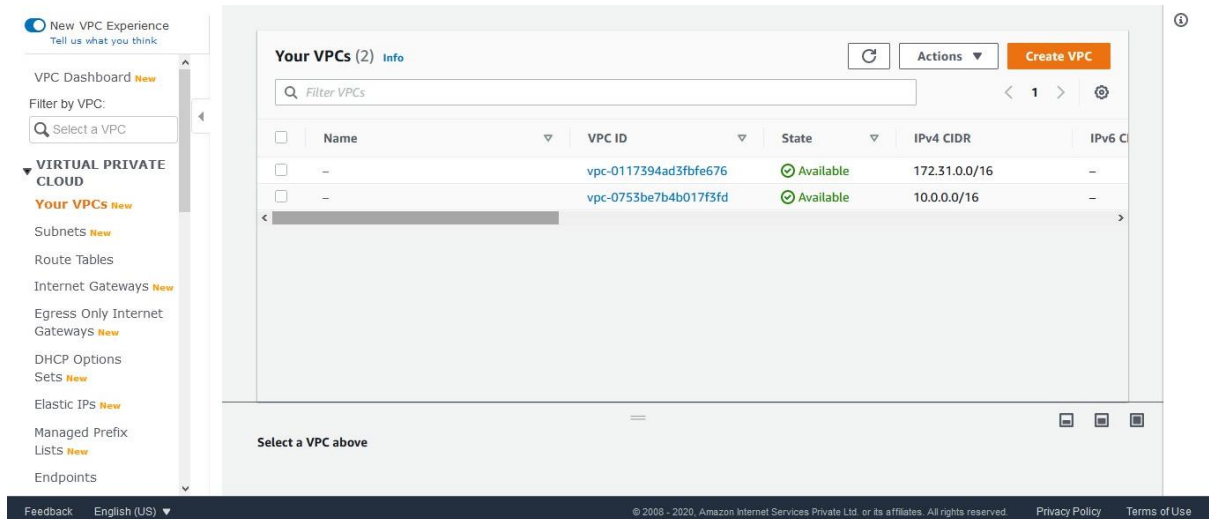 New VPC Experience
Tell us what you think
VPC Dashboard New
Filter by VPC:
Select a VPC
VIRTUAL PRIVATE
CLOUD
Your VPCs New
Subnets New
Route Tables
Internet Gateways New
Egress Only Internet
Gateways New
DHCP Options
Sets New
Elastic IPs New
Managed Prefix
Lists New
Endpoints
Your VPCs (2) Info
Actions
Create VPC
Filter VPCs
1
Name VPC ID State IPv4 CIDR IPv6 CI
– vpc-0117394ad3fbfe676 Available 172.31.0.0/16 –
– vpc-0753be7b4b017f3fd Available 10.0.0.0/16 –
Select a VPC above
Feedback English (US) © 2008 - 2020, Amazon Internet Services Private Ltd. or its affiliates. All rights reserved. Privacy Policy Terms of Use